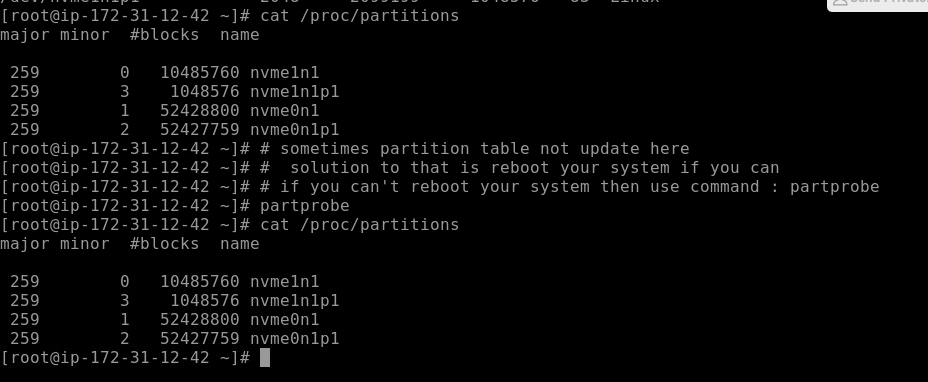 [root@ip-172-31-12-42 ~]# cat /proc/partitions
major minor  #blocks  name
 259        0   10485760 nvme1n1
 259        3    1048576 nvme1n1p1
 259        1   52428800 nvme0n1
 259        2   52427759 nvme0n1p1
[root@ip-172-31-12-42 ~]# # sometimes partition table not update here
[root@ip-172-31-12-42 ~]# #  solution to that is reboot your system if you can
[root@ip-172-31-12-42 ~]# # if you can't reboot your system then use command : partprobe
[root@ip-172-31-12-42 ~]# partprobe
[root@ip-172-31-12-42 ~]# cat /proc/partitions
major minor  #blocks  name
 259        0   10485760 nvme1n1
 259        3    1048576 nvme1n1p1
 259        1   52428800 nvme0n1
 259        2   52427759 nvme0n1p1
[root@ip-172-31-12-42 ~]#